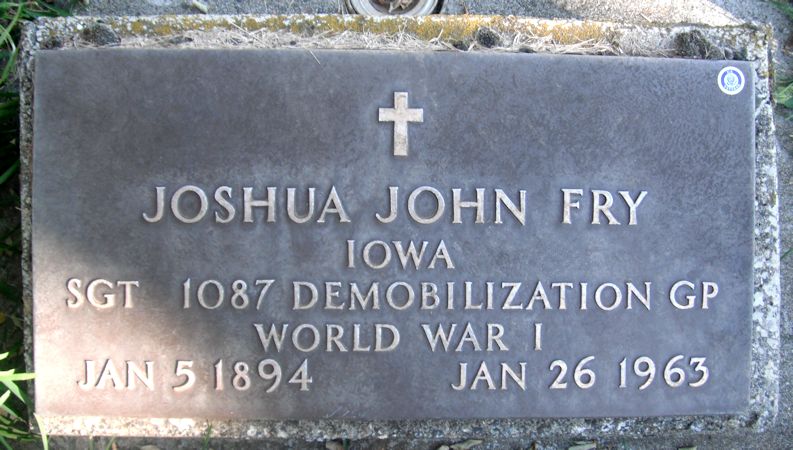 JOSHUA JOHN FRY
IOWA
SGT 1087 DEMOBILIZATION GP
WORLD WAR I
JAN 5 1894 JAN 26 1963